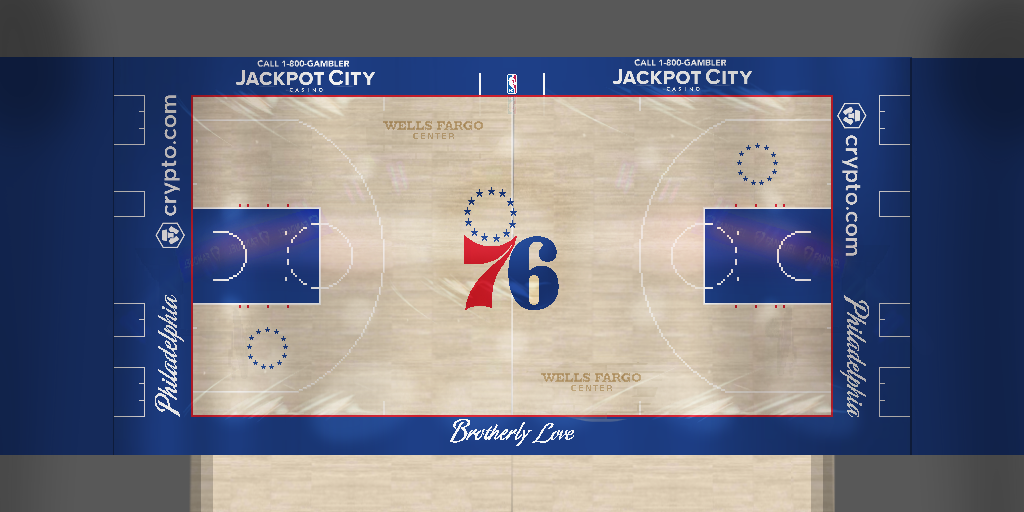 CALL 1-800-GAMBLER
JACKPOT CITY
CASINO
CALL 1-800-GAMBLER
JACKPOT CITY
CASINO
crypto.com
crypto.com
WELLS FARGO
CENTER
76
WELLS FARGO
CENTER
Philadelphia
Philadelphia
Brotherly Love